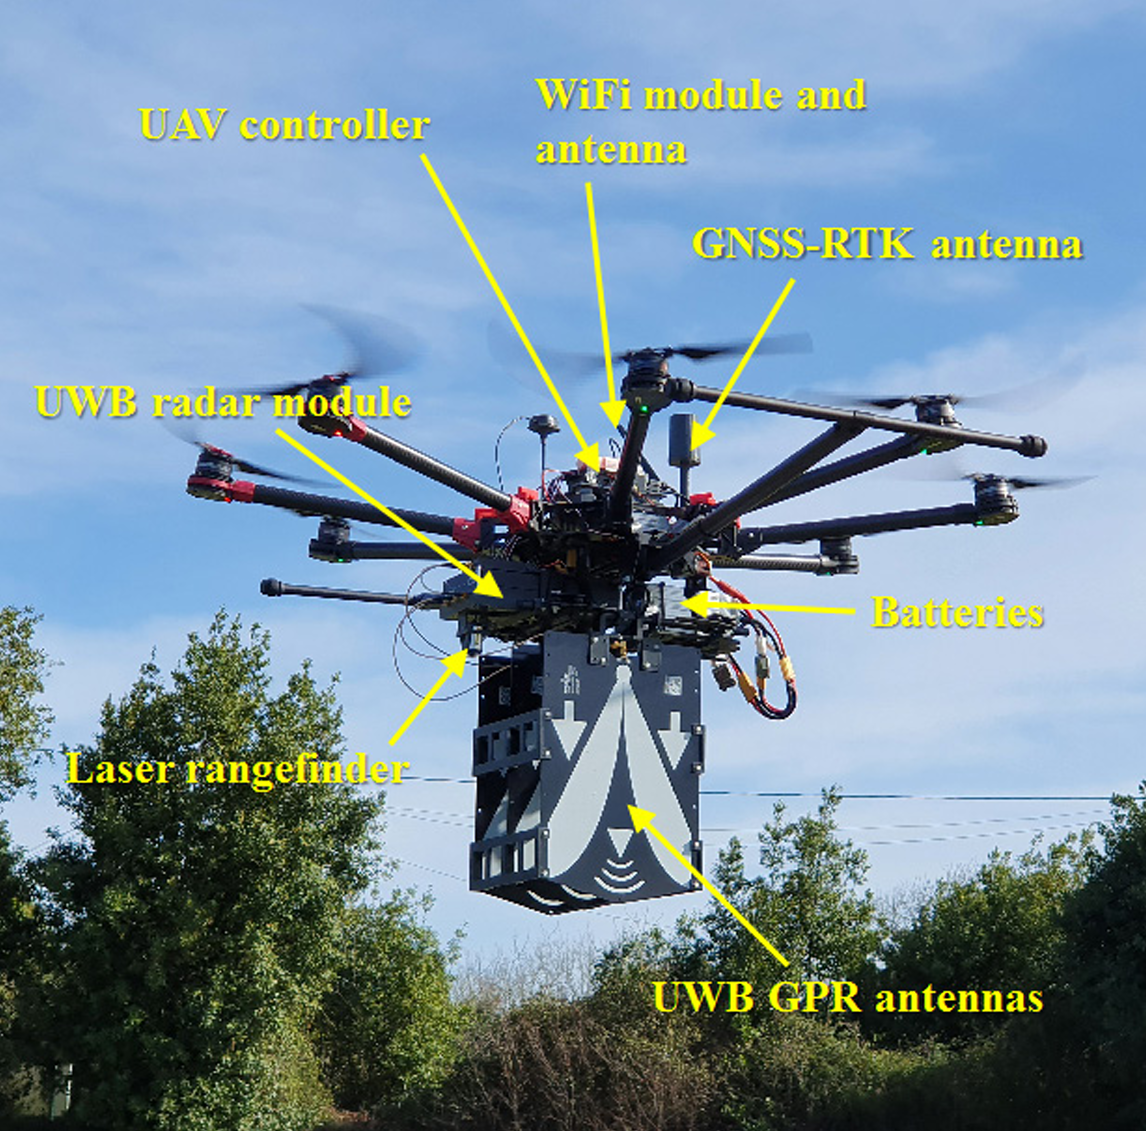 WiFi module and
antenna
UAV controller
GNSS-RTK antenna
UWB radar module
Batteries
Laser rangefinder
UWB GPR antennas